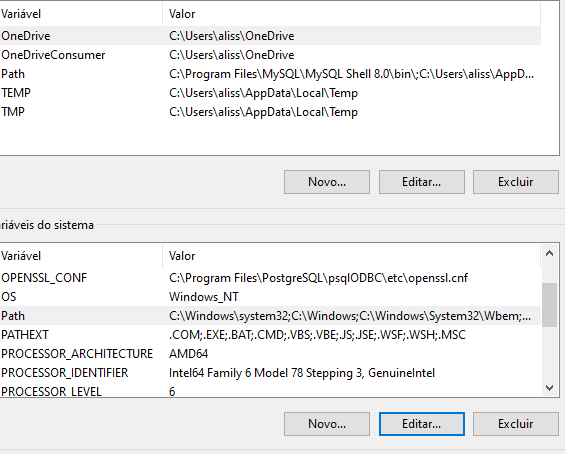 Variável Valor
OneDrive C:\Users\aliss\OneDrive
OneDriveConsumer C:\Users\aliss\OneDrive
Path C:\Program Files\MySQL\MySQL Shell 8.0\bin\;C:\Users\aliss\AppD...
TEMP C:\Users\aliss\AppData\Local\Temp
TMP C:\Users\aliss\AppData\Local\Temp
Novo... Editar... Excluir
riáveis do sistema
Variável Valor
OPENSSL_CONF C:\Program Files\PostgreSQL\psqlODBC\etc\openssl.cnf
OS Windows_NT
Path C:\Windows\system32;C:\Windows;C:\Windows\System32\Wbem;...
PATHEXT .COM;.EXE;.BAT;.CMD;.VBS;.VBE;.JS;.JSE;.WSF;.WSH;.MSC
PROCESSOR_ARCHITECTURE AMD64
PROCESSOR_IDENTIFIER Intel64 Family 6 Model 78 Stepping 3, GenuineIntel
PROCESSOR_LEVEL 6
Novo... Editar... Excluir